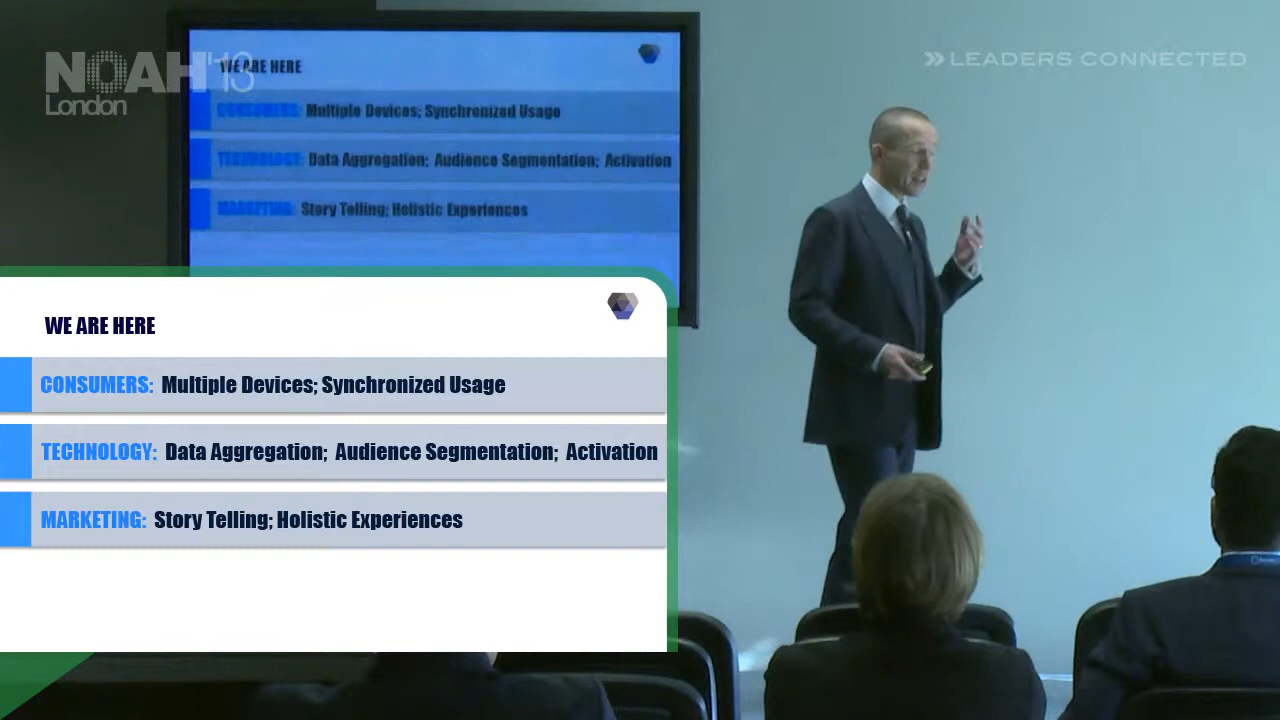 NOAH'13
London
LEADERS CONNECTED
WE ARE HERE
CONSUMERS: Multiple Devices; Synchronized Usage
TECHNOLOGY: Data Aggregation; Audience Segmentation; Activation
MARKETING: Story Telling; Holistic Experiences
WE ARE HERE
CONSUMERS: Multiple Devices; Synchronized Usage
TECHNOLOGY: Data Aggregation; Audience Segmentation; Activation
MARKETING: Story Telling; Holistic Experiences